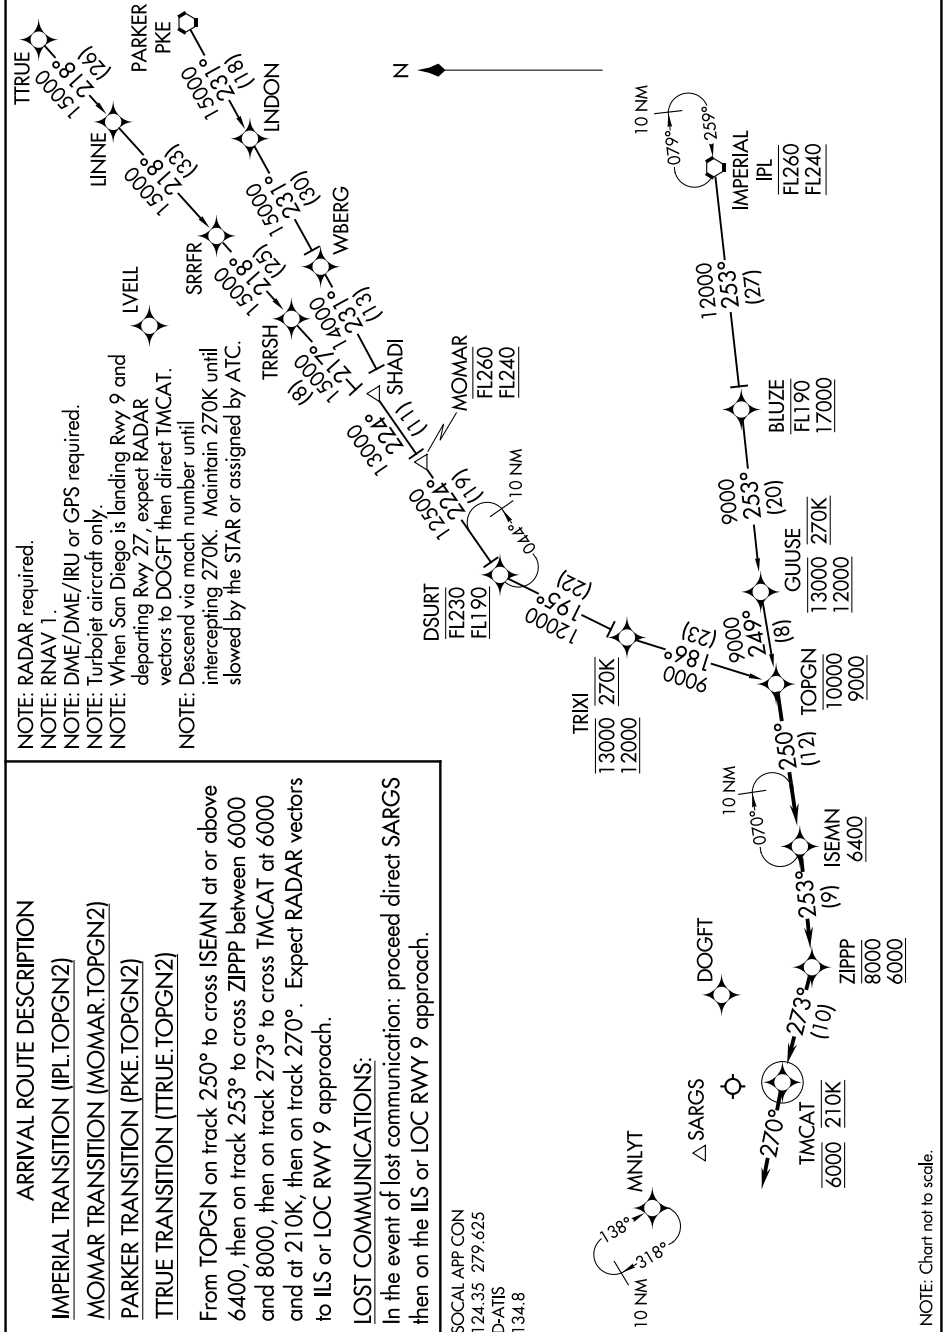 ARRIVAL ROUTE DESCRIPTION
IMPERIAL TRANSITION (IPL.TOPGN2)
MOMAR TRANSITION (MOMAR.TOPGN2)
PARKER TRANSITION (PKE.TOPGN2)
TTRUE TRANSITION (TTRUE.TOPGN2)
From TOPGN on track 250° to cross ISEMN at or above
6400, then on track 253° to cross ZIPPP between 6000
and 8000, then on track 273° to cross TMCAT at 6000
and at 210K, then on track 270°. Expect RADAR vectors
to ILS or LOC RWY 9 approach.
LOST COMMUNICATIONS:
In the event of lost communication: proceed direct SARGS
then on the ILS or LOC RWY 9 approach.
NOTE: RADAR required.
NOTE: RNAV 1.
NOTE: DME/DME/IRU or GPS required.
NOTE: Turbojet aircraft only.
NOTE: When San Diego is landing Rwy 9 and
departing Rwy 27, expect RADAR
vectors to DOGFT then direct TMCAT.
NOTE: Descend via mach number until
intercepting 270K. Maintain 270K until
slowed by the STAR or assigned by ATC.
SOCAL APP CON
124.35 279.625
D-ATIS
134.8
TTRUE
15000
218°
(26)
LINNE
15000
218°
(33)
SRRFR
15000
218°
(25)
TRRSH
15000
217°
(8)
PARKER
PKE
15000
231°
(18)
LNDON
15000
231°
(30)
WBERG
14000
231°
(13)
SHADI
LVELL
13000
224°
(11)
MOMAR
FL260
FL240
12500
224°
(19)
10 NM
044°
DSURT
FL230
FL190
12000
195°
(22)
TRIXI
13000 270K
12000
9000
186°
(23)
N
10 NM
079°
259°
IMPERIAL
IPL
FL260
FL240
12000
253°
(27)
BLUZE
FL190
17000
9000
253°
(20)
GUUSE
13000 270K
12000
9000
249°
(8)
TOPGN
10000
9000
250°
(12)
10 NM
070°
ISEMN
6400
253°
(9)
ZIPPP
8000
6000
273°
(10)
DOGFT
SARGS
TMCAT
6000 210K
270°
MNLYT
138°
318°
10 NM
NOTE: Chart not to scale.